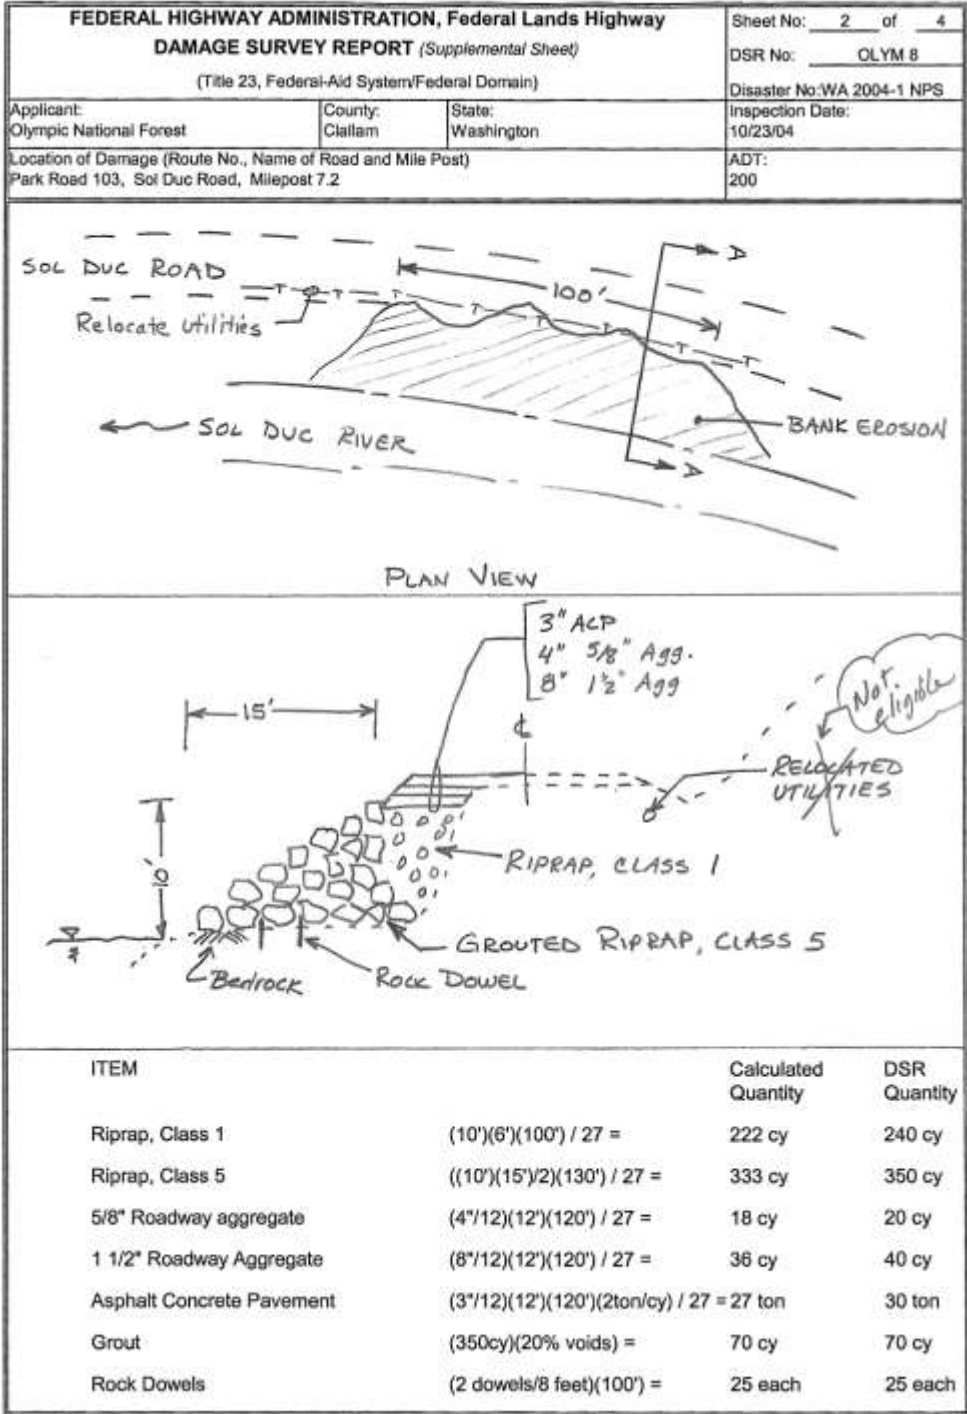 FEDERAL HIGHWAY ADMINISTRATION, Federal Lands Highway
DAMAGE SURVEY REPORT (Supplemental Sheet)
(Title 23, Federal-Aid System/Federal Domain)
Sheet No: 2 of 4
DSR No: OLYM 8
Disaster No:WA 2004-1 NPS
Applicant:
Olympic National Forest
County:
Clallam
State:
Washington
Inspection Date:
10/23/04
Location of Damage (Route No., Name of Road and Mile Post)
Park Road 103, Sol Duc Road, Milepost 7.2
ADT:
200
SOL DUC ROAD
Relocate utilities
100'
A
T T T T T T T
BANK EROSION
SOL DUC RIVER
A
PLAN VIEW
3" ACP
4" 5/8" Agg.
8" 1½" Agg
Not
eligible
15'
℄
RELOCATED
UTILITIES
10'
RIPRAP, CLASS 1
GROUTED RIPRAP, CLASS 5
Bedrock
ROCK DOWEL
ITEM Calculated Quantity DSR Quantity
Riprap, Class 1 (10')(6')(100') / 27 = 222 cy 240 cy
Riprap, Class 5 ((10')(15')/2)(130') / 27 = 333 cy 350 cy
5/8" Roadway aggregate (4"/12)(12')(120') / 27 = 18 cy 20 cy
1 1/2" Roadway Aggregate (8"/12)(12')(120') / 27 = 36 cy 40 cy
Asphalt Concrete Pavement (3"/12)(12')(120')(2ton/cy) / 27 = 27 ton 30 ton
Grout (350cy)(20% voids) = 70 cy 70 cy
Rock Dowels (2 dowels/8 feet)(100') = 25 each 25 each